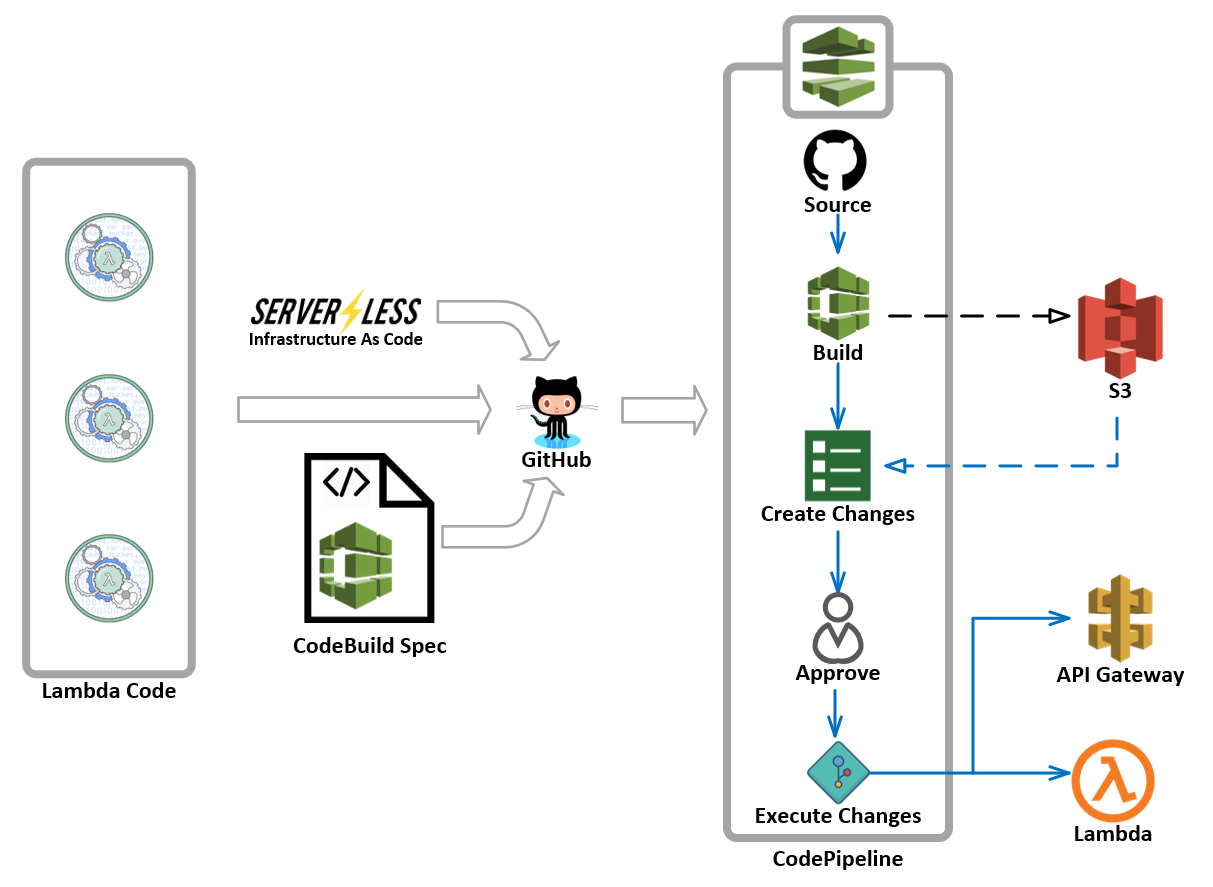 Source
Build
S3
SERVERLESS
Infrastructure As Code
GitHub
</>
Create Changes
CodeBuild Spec
Approve
API Gateway
Lambda Code
Execute Changes
Lambda
CodePipeline